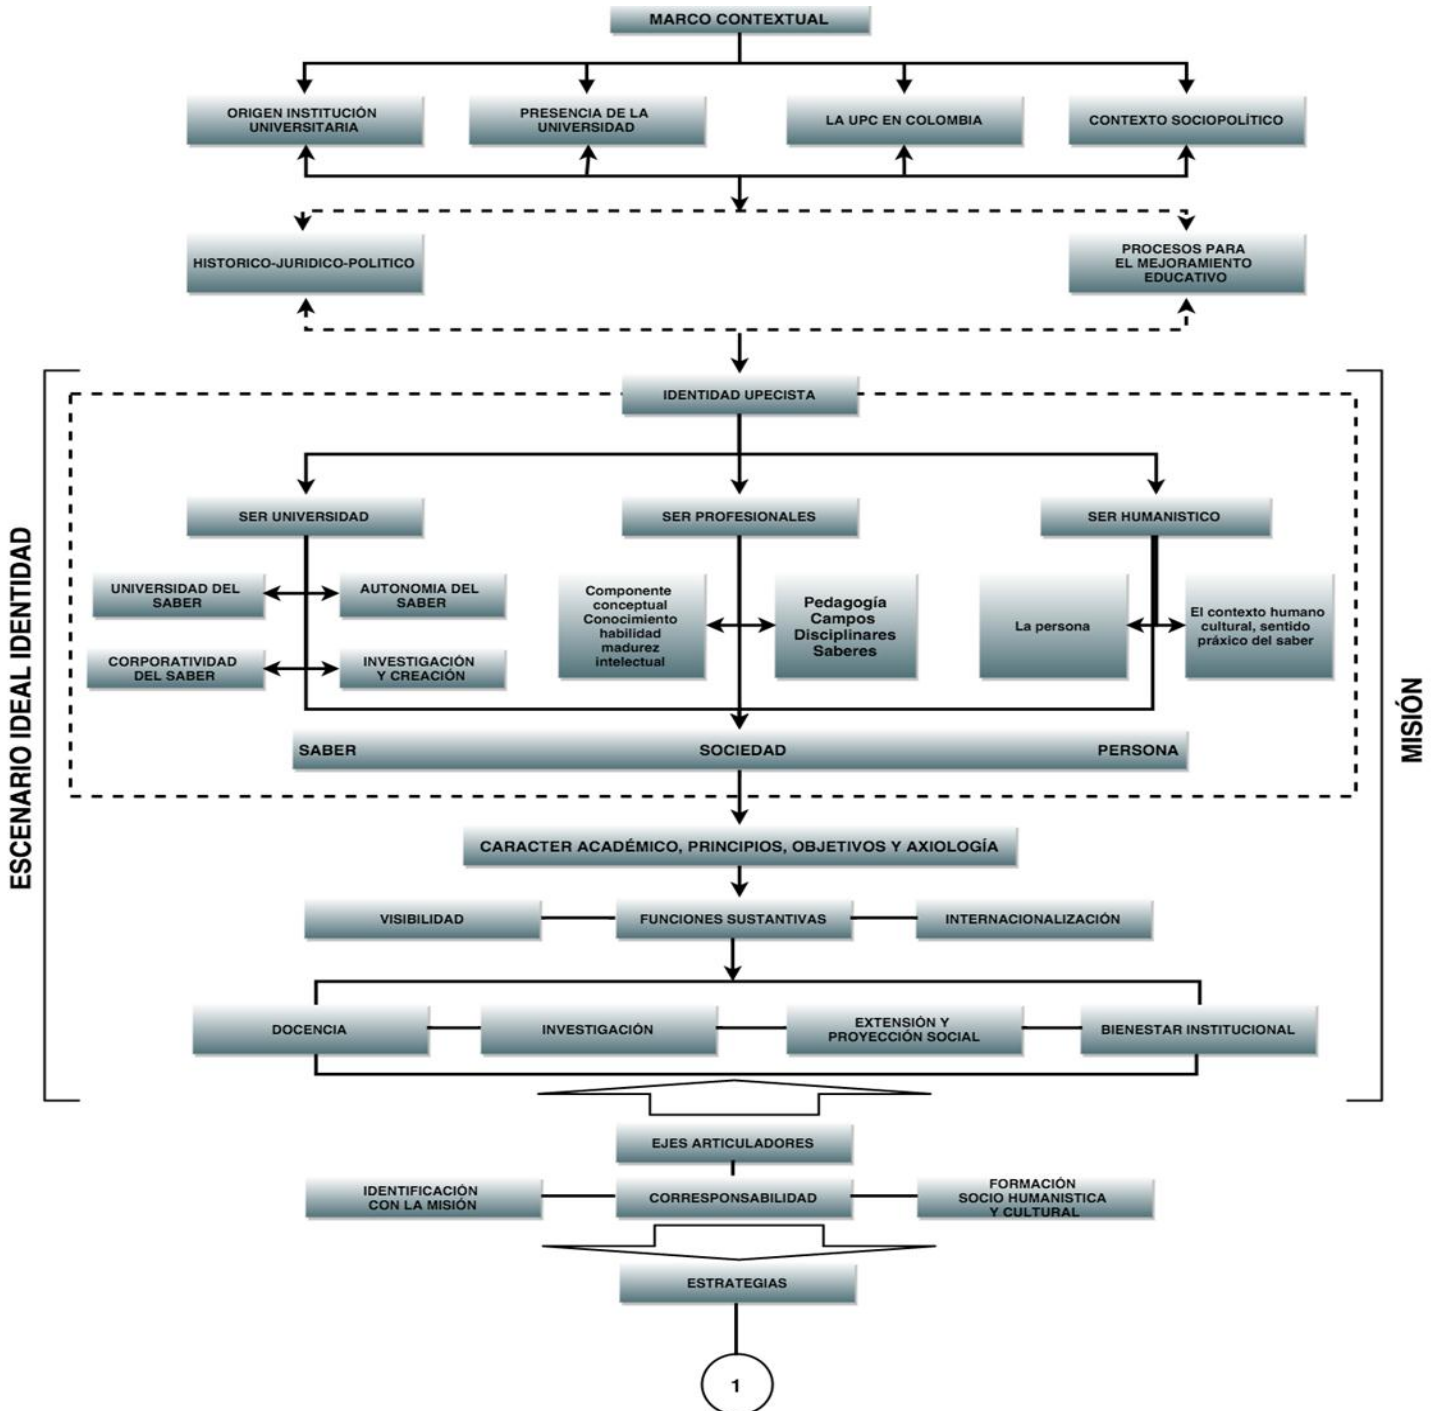 MARCO CONTEXTUAL
ORIGEN INSTITUCIÓN
UNIVERSITARIA
PRESENCIA DE LA
UNIVERSIDAD
LA UPC EN COLOMBIA
CONTEXTO SOCIOPOLÍTICO
HISTORICO-JURIDICO-POLITICO
PROCESOS PARA
EL MEJORAMIENTO
EDUCATIVO
ESCENARIO IDEAL IDENTIDAD
MISIÓN
IDENTIDAD UPECISTA
SER UNIVERSIDAD
SER PROFESIONALES
SER HUMANISTICO
UNIVERSIDAD DEL
SABER
AUTONOMIA DEL
SABER
CORPORATIVIDAD
DEL SABER
INVESTIGACIÓN
Y CREACIÓN
Componente
conceptual
Conocimiento
habilidad
madurez
intelectual
Pedagogía
Campos
Disciplinares
Saberes
La persona
El contexto humano
cultural, sentido
práxico del saber
SABER
SOCIEDAD
PERSONA
CARACTER ACADÉMICO, PRINCIPIOS, OBJETIVOS Y AXIOLOGÍA
VISIBILIDAD
FUNCIONES SUSTANTIVAS
INTERNACIONALIZACIÓN
DOCENCIA
INVESTIGACIÓN
EXTENSIÓN Y
PROYECCIÓN SOCIAL
BIENESTAR INSTITUCIONAL
EJES ARTICULADORES
IDENTIFICACIÓN
CON LA MISIÓN
CORRESPONSABILIDAD
FORMACIÓN
SOCIO HUMANISTICA
Y CULTURAL
ESTRATEGIAS
1